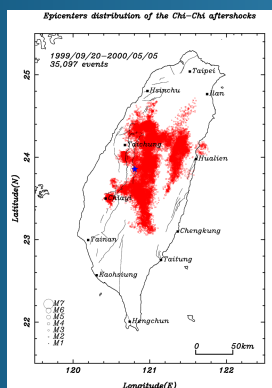 Epicenters distribution of the Chi-Chi aftershocks
1999/09/20-2000/05/05
35,097 events
Taipei
Hsinchu
Ilan
Taichung
Hualien
Chiayi
Chengkung
Tainan
Taitung
Kaohsiung
Hengchun
M7
M6
M5
M4
M3
M2
M1
0 50km
25
24
23
22
Latitude(N)
120 121 122
Longitude(E)